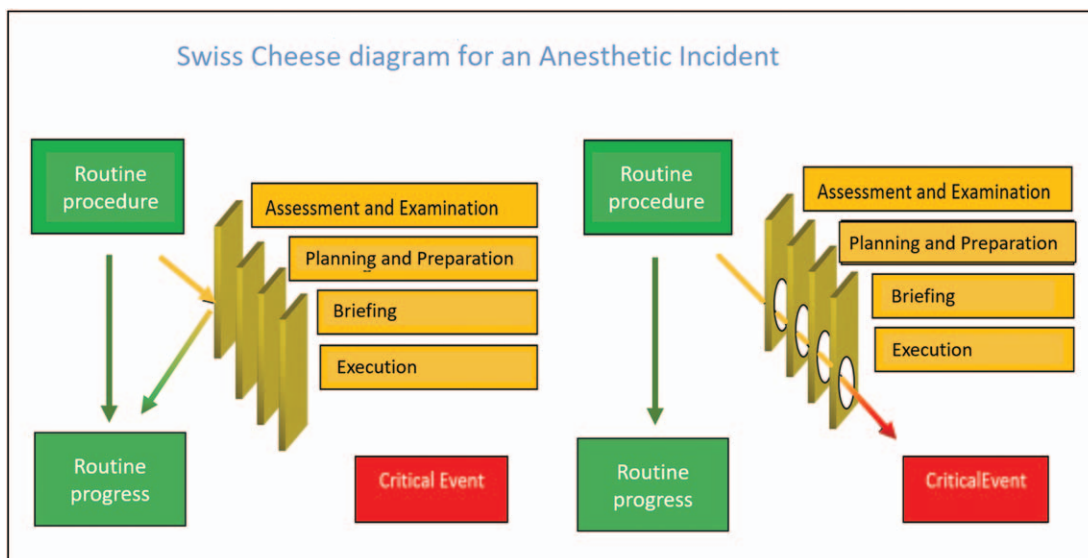 Swiss Cheese diagram for an Anesthetic Incident
Routine
procedure
Assessment and Examination
Planning and Preparation
Briefing
Execution
Routine
progress
Critical Event
Routine
procedure
Assessment and Examination
Planning and Preparation
Briefing
Execution
Routine
progress
CriticalEvent